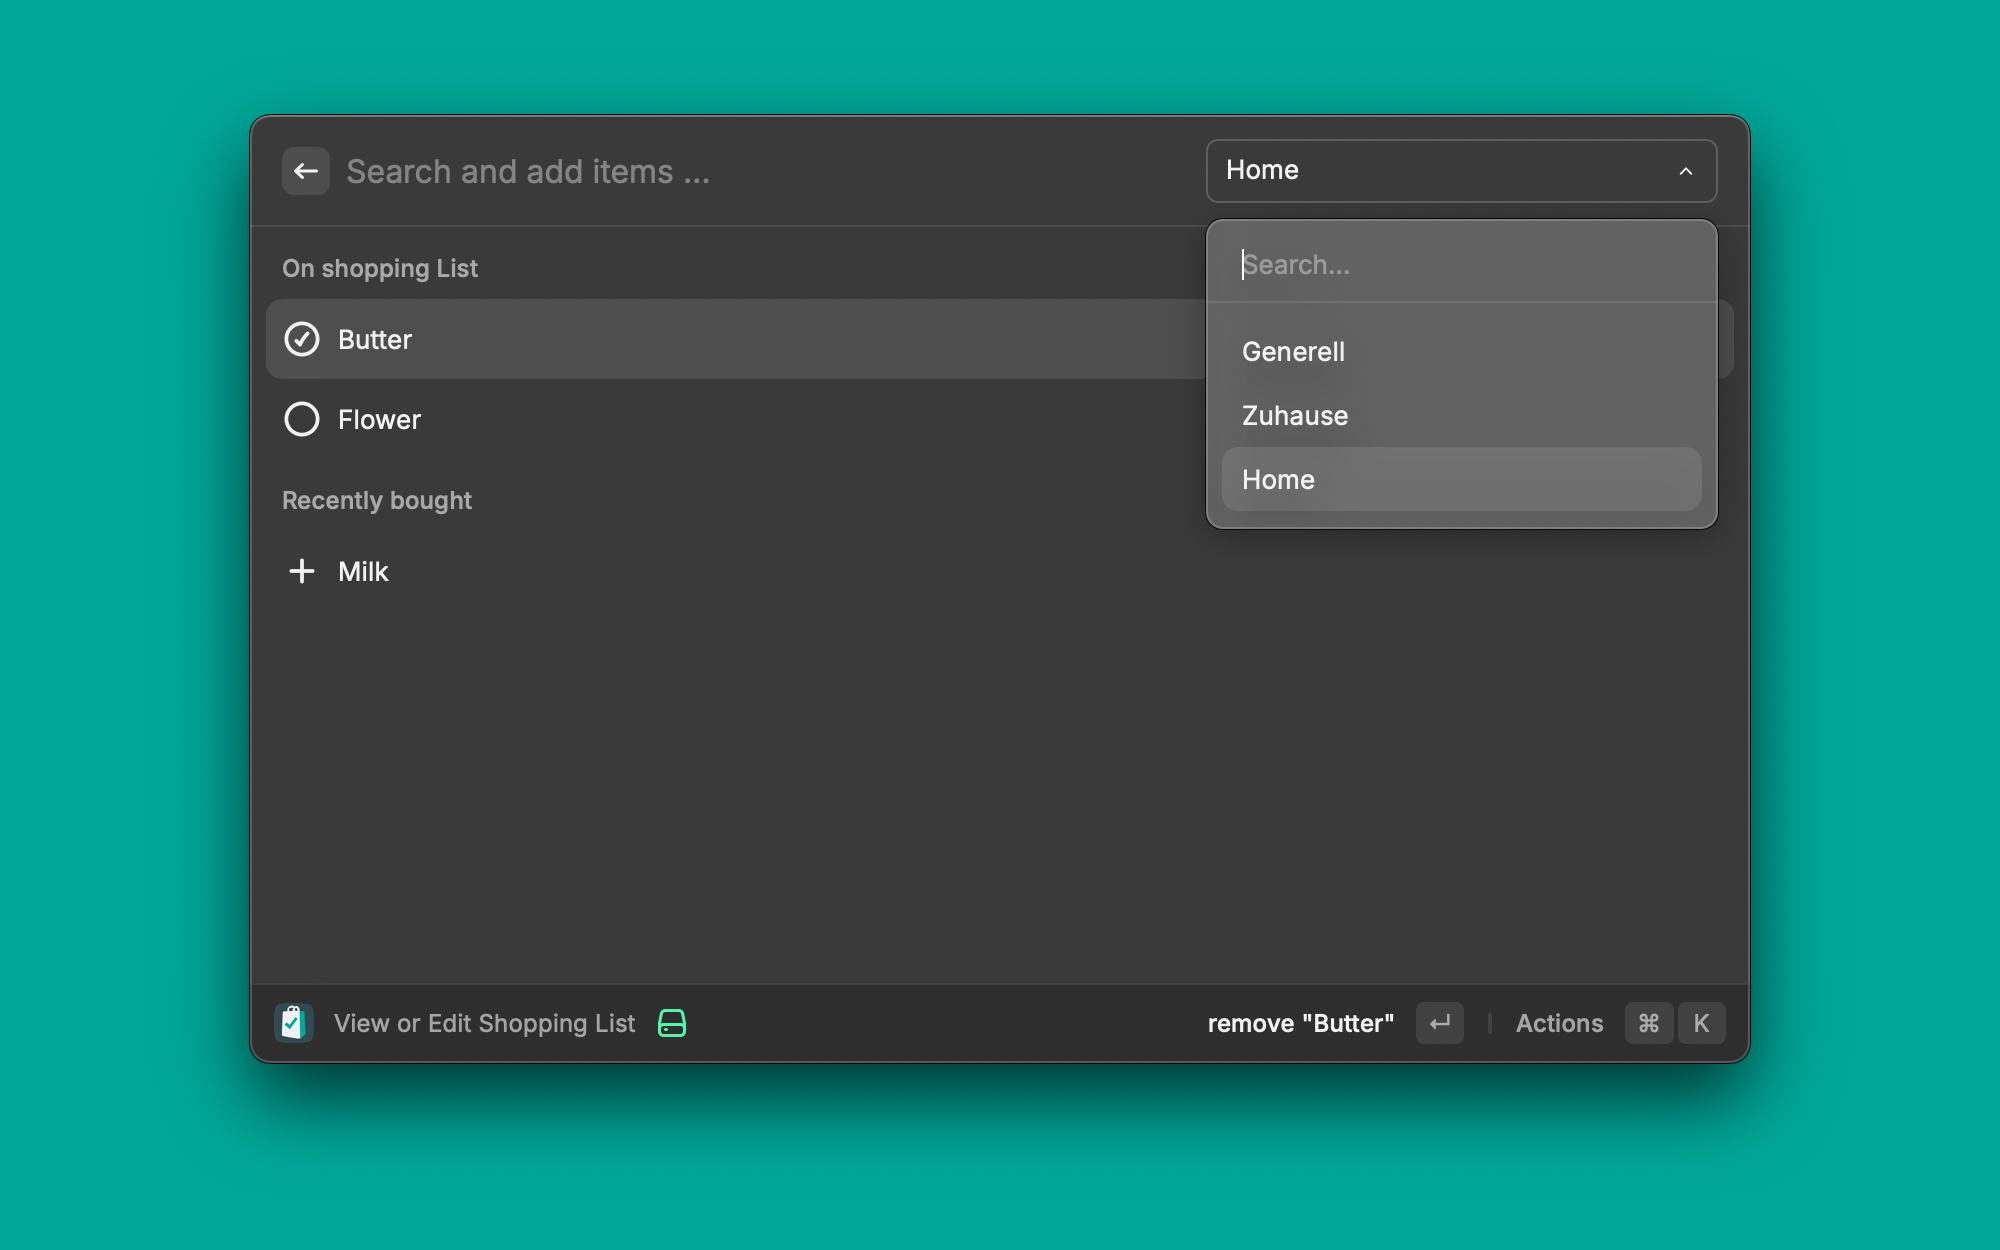 Search and add items ...
Home
Search...
Generell
Zuhause
Home
On shopping List
Butter
Flower
Recently bought
Milk
View or Edit Shopping List
remove "Butter"
Actions
⌘ K